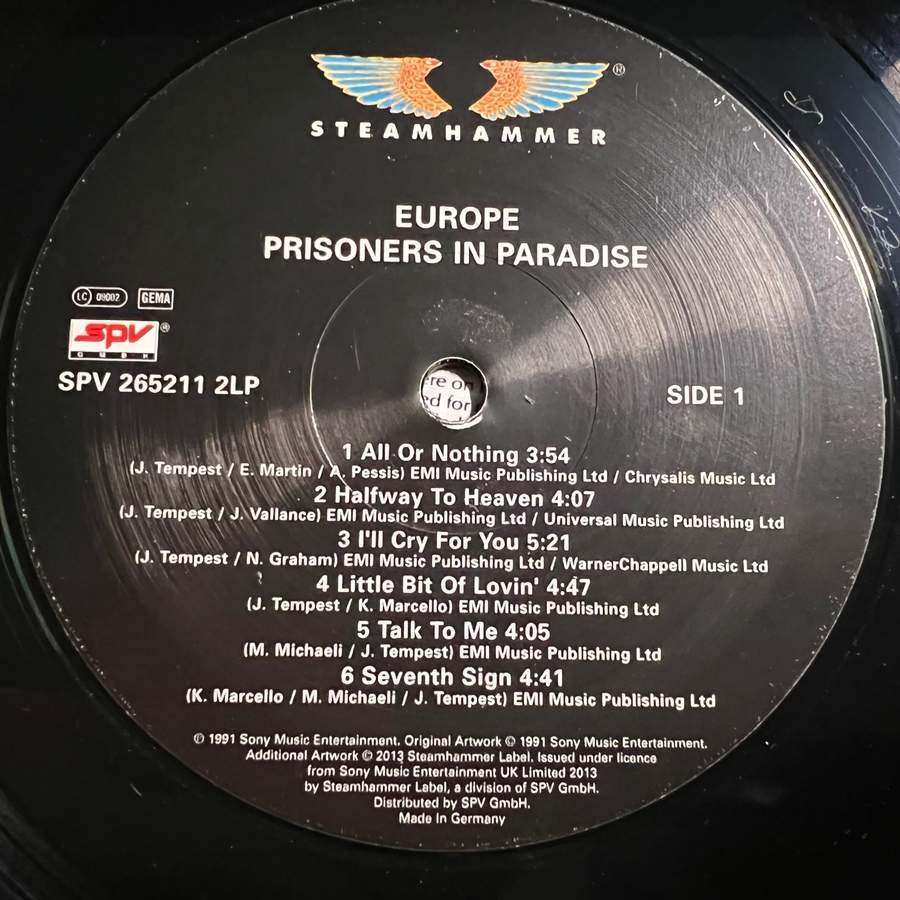 ®
STEAMHAMMER
EUROPE
PRISONERS IN PARADISE
LC 09002 GEMA
spv ®
GMBH
SPV 265211 2LP
SIDE 1
re on
ed for
1 All Or Nothing 3:54
(J. Tempest / E. Martin / A. Pessis) EMI Music Publishing Ltd / Chrysalis Music Ltd
2 Halfway To Heaven 4:07
(J. Tempest / J. Vallance) EMI Music Publishing Ltd / Universal Music Publishing Ltd
3 I'll Cry For You 5:21
(J. Tempest / N. Graham) EMI Music Publishing Ltd / WarnerChappell Music Ltd
4 Little Bit Of Lovin' 4:47
(J. Tempest / K. Marcello) EMI Music Publishing Ltd
5 Talk To Me 4:05
(M. Michaeli / J. Tempest) EMI Music Publishing Ltd
6 Seventh Sign 4:41
(K. Marcello / M. Michaeli / J. Tempest) EMI Music Publishing Ltd
℗ 1991 Sony Music Entertainment. Original Artwork © 1991 Sony Music Entertainment.
Additional Artwork © 2013 Steamhammer Label. Issued under licence
from Sony Music Entertainment UK Limited 2013
by Steamhammer Label, a division of SPV GmbH.
Distributed by SPV GmbH.
Made In Germany